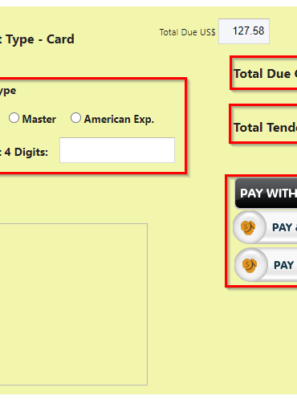 : Type - Card
Total Due US$ 127.58
Total Due
ype
Master American Exp.
Total
: 4 Digits:
PAY WITH
PAY
PAY